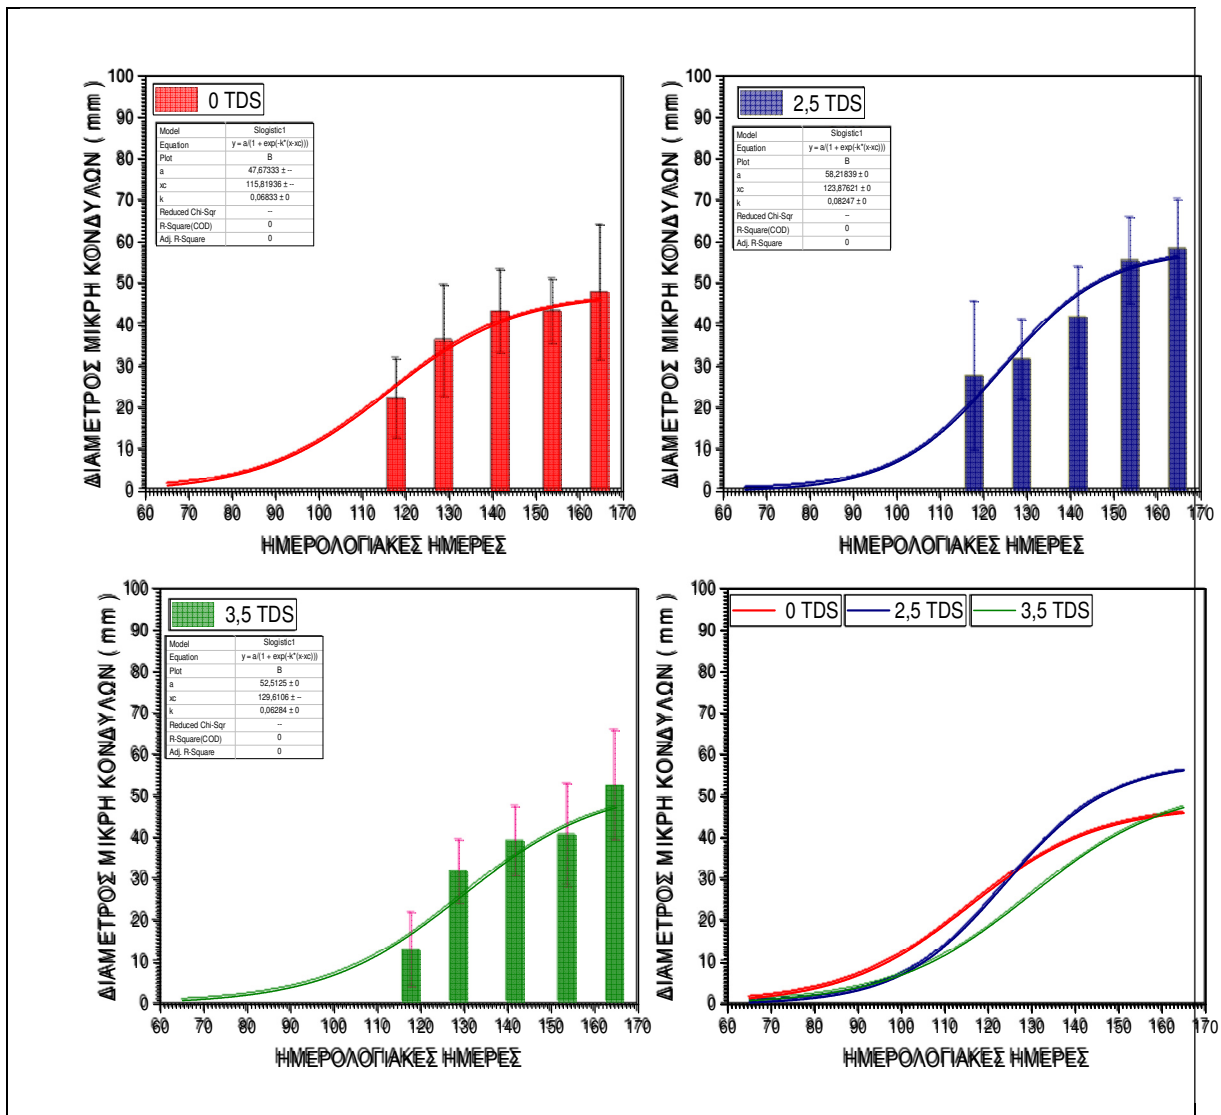 0 TDS
Model Slogistic1
Equation y = a/(1 + exp(-k*(x-xc)))
Plot B
a 47,67333 ± --
xc 115,81936 ± --
k 0,06833 ± 0
Reduced Chi-Sqr --
R-Square(COD) 0
Adj. R-Square 0
ΔΙΑΜΕΤΡΟΣ ΜΙΚΡΗ ΚΟΝΔΥΛΩΝ ( mm )
100
90
80
70
60
50
40
30
20
10
0
60 70 80 90 100 110 120 130 140 150 160 170
ΗΜΕΡΟΛΟΓΙΑΚΕΣ ΗΜΕΡΕΣ
2,5 TDS
Model Slogistic1
Equation y = a/(1 + exp(-k*(x-xc)))
Plot B
a 58,21839 ± 0
xc 123,87621 ± 0
k 0,08247 ± 0
Reduced Chi-Sqr --
R-Square(COD) 0
Adj. R-Square 0
ΔΙΑΜΕΤΡΟΣ ΜΙΚΡΗ ΚΟΝΔΥΛΩΝ ( mm )
100
90
80
70
60
50
40
30
20
10
0
60 70 80 90 100 110 120 130 140 150 160 170
ΗΜΕΡΟΛΟΓΙΑΚΕΣ ΗΜΕΡΕΣ
3,5 TDS
Model Slogistic1
Equation y = a/(1 + exp(-k*(x-xc)))
Plot B
a 52,5125 ± 0
xc 129,6106 ± --
k 0,06284 ± 0
Reduced Chi-Sqr --
R-Square(COD) 0
Adj. R-Square 0
ΔΙΑΜΕΤΡΟΣ ΜΙΚΡΗ ΚΟΝΔΥΛΩΝ ( mm )
100
90
80
70
60
50
40
30
20
10
0
60 70 80 90 100 110 120 130 140 150 160 170
ΗΜΕΡΟΛΟΓΙΑΚΕΣ ΗΜΕΡΕΣ
0 TDS 2,5 TDS 3,5 TDS
ΔΙΑΜΕΤΡΟΣ ΜΙΚΡΗ ΚΟΝΔΥΛΩΝ ( mm )
100
90
80
70
60
50
40
30
20
10
0
60 70 80 90 100 110 120 130 140 150 160 170
ΗΜΕΡΟΛΟΓΙΑΚΕΣ ΗΜΕΡΕΣ